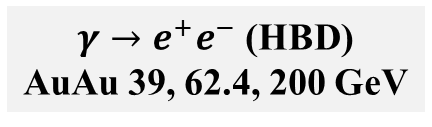 γ → e⁺e⁻ (HBD)
AuAu 39, 62.4, 200 GeV